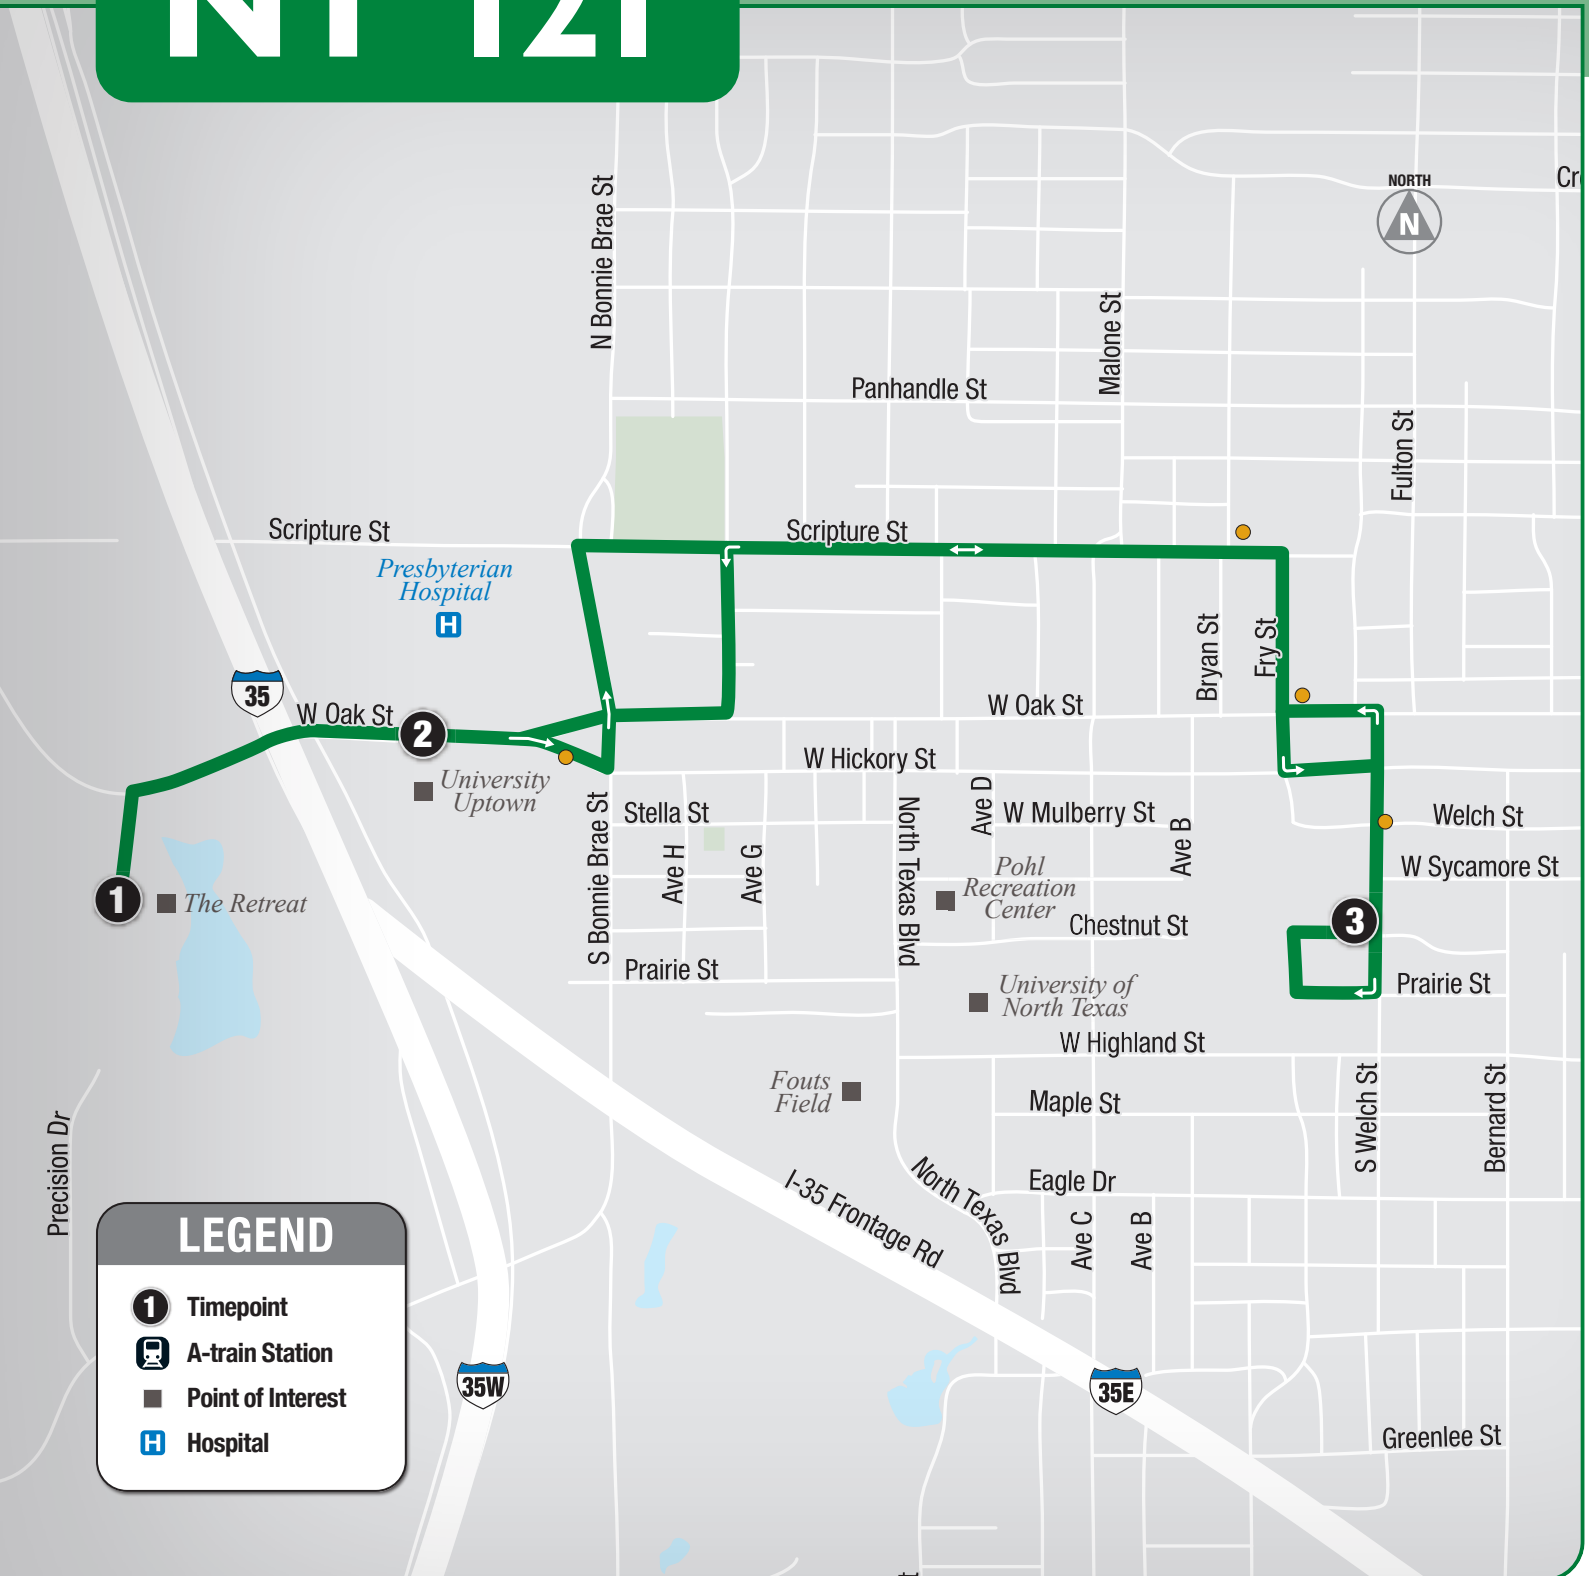 NORTH
N
N Bonnie Brae St
Malone St
Panhandle St
Fulton St
Scripture St
Scripture St
Presbyterian
Hospital
H
Bryan St
Fry St
35
W Oak St
2
W Oak St
W Hickory St
University
Uptown
Stella St
Ave D
W Mulberry St
Welch St
Ave B
W Sycamore St
S Bonnie Brae St
Ave H
Ave G
North Texas Blvd
Pohl
Recreation
Center
1
The Retreat
Chestnut St
3
Prairie St
University of
North Texas
Prairie St
W Highland St
Fouts
Field
Maple St
S Welch St
Bernard St
Precision Dr
I-35 Frontage Rd
North Texas Blvd
Eagle Dr
Ave C
Ave B
35W
35E
Greenlee St
LEGEND
1 Timepoint
A-train Station
Point of Interest
H Hospital